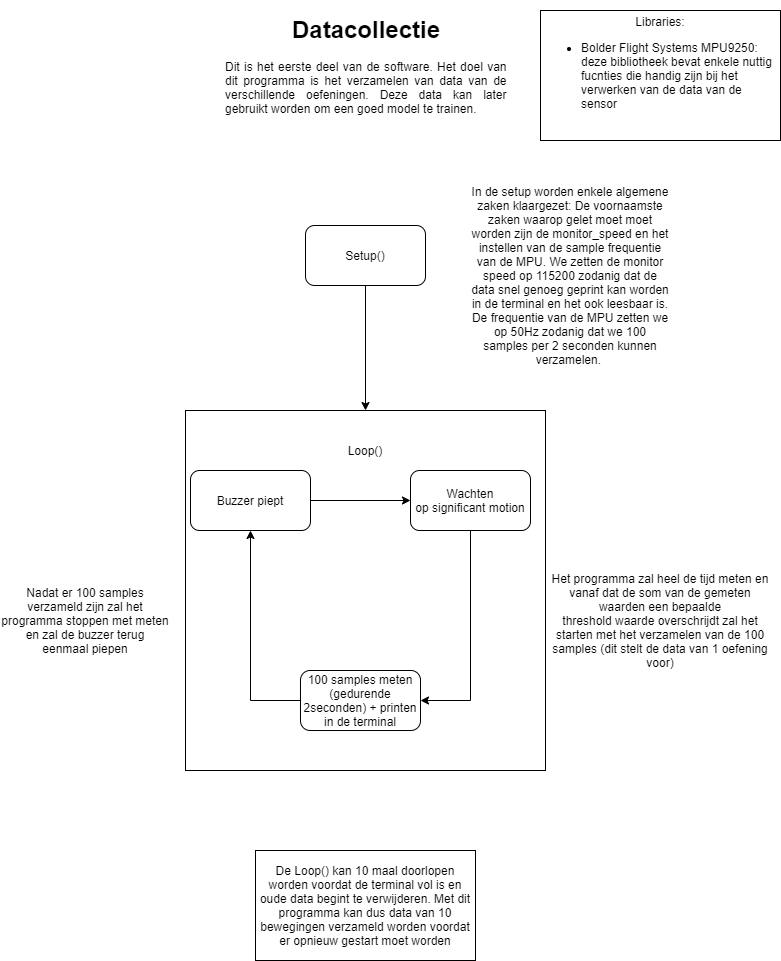 Datacollectie
Dit is het eerste deel van de software. Het doel van
dit programma is het verzamelen van data van de
verschillende oefeningen. Deze data kan later
gebruikt worden om een goed model te trainen.
Libraries:
• Bolder Flight Systems MPU9250:
deze bibliotheek bevat enkele nuttig
fucnties die handig zijn bij het
verwerken van de data van de
sensor
In de setup worden enkele algemene
zaken klaargezet: De voornaamste
zaken waarop gelet moet moet
worden zijn de monitor_speed en het
instellen van de sample frequentie
van de MPU. We zetten de monitor
speed op 115200 zodanig dat de
data snel genoeg geprint kan worden
in de terminal en het ook leesbaar is.
De frequentie van de MPU zetten we
op 50Hz zodanig dat we 100
samples per 2 seconden kunnen
verzamelen.
Setup()
Loop()
Buzzer piept
Wachten
op significant motion
Nadat er 100 samples
verzameld zijn zal het
programma stoppen met meten
en zal de buzzer terug
eenmaal piepen
Het programma zal heel de tijd meten en
vanaf dat de som van de gemeten
waarden een bepaalde
threshold waarde overschrijdt zal het
starten met het verzamelen van de 100
samples (dit stelt de data van 1 oefening
voor)
100 samples meten
(gedurende
2seconden) + printen
in de terminal
De Loop() kan 10 maal doorlopen
worden voordat de terminal vol is en
oude data begint te verwijderen. Met dit
programma kan dus data van 10
bewegingen verzameld worden voordat
er opnieuw gestart moet worden